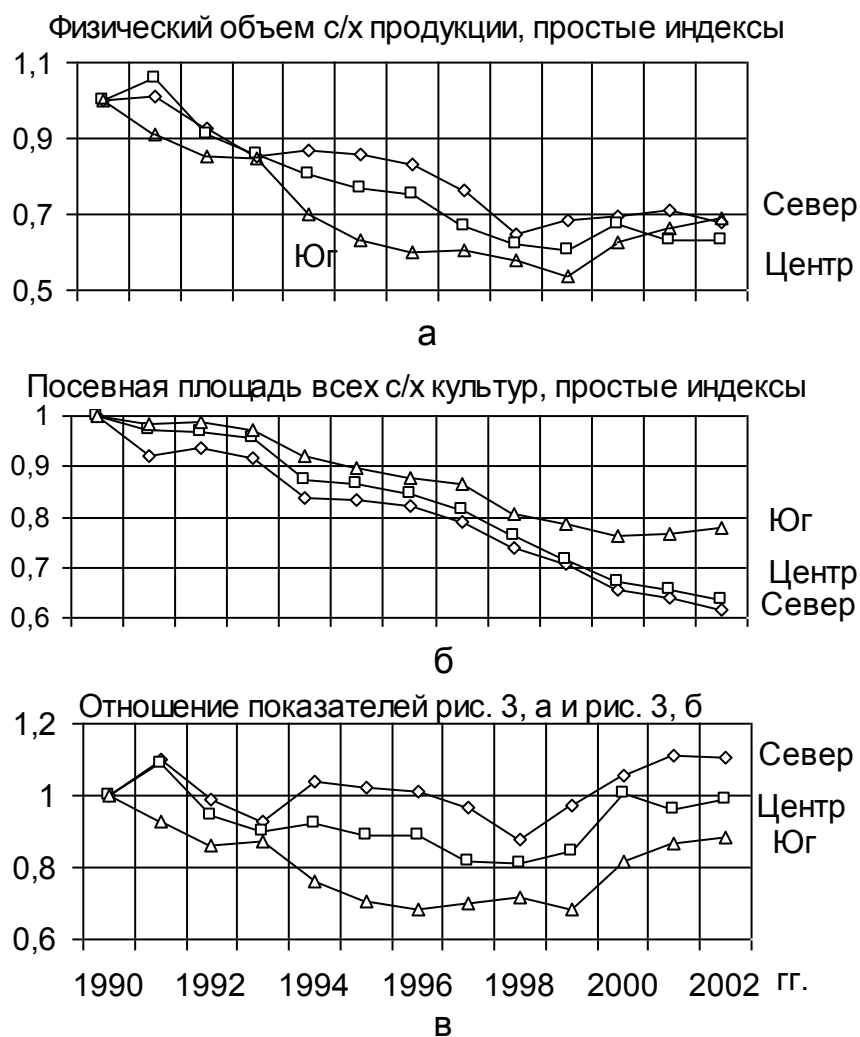 Физический объем с/х продукции, простые индексы
1,1
0,9
0,7
0,5
Север
Юг
Центр
а
Посевная площадь всех с/х культур, простые индексы
1
0,9
0,8
0,7
0,6
Юг
Центр
Север
б
Отношение показателей рис. 3, а и рис. 3, б
1,2
1
0,8
0,6
Север
Центр
Юг
1990 1992 1994 1996 1998 2000 2002 гг.
в